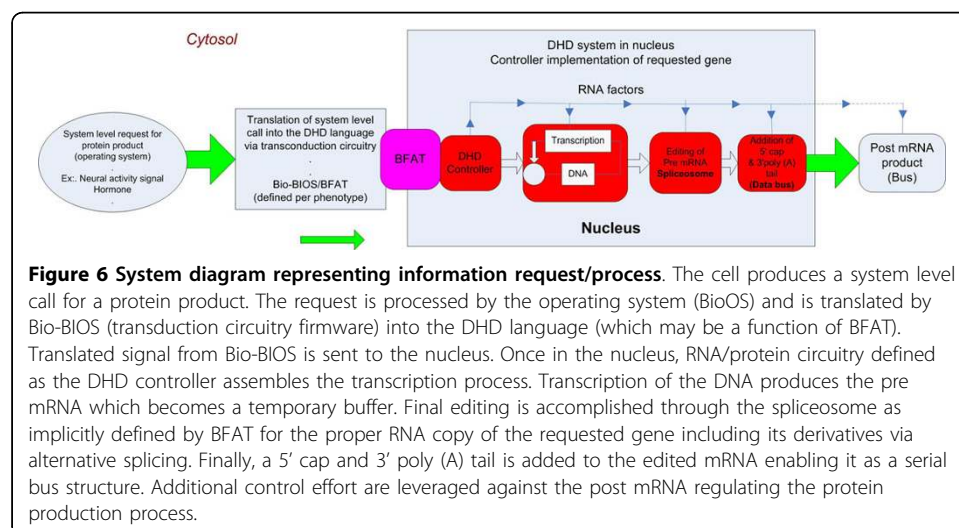 Cytosol
DHD system in nucleus
Controller implementation of requested gene
RNA factors
System level request for
protein product
(operating system)
.
Ex:. Neural activity signal
Hormone
.
Translation of system level
call into the DHD language
via transconduction circuitry
.
Bio-BIOS/BFAT
(defined per phenotype)
BFAT
DHD
Controller
Transcription
DNA
Editing of
Pre mRNA
Spliceosome
Addition of
5' cap
& 3'poly (A)
tail
(Data bus)
Post mRNA
product
(Bus)
Nucleus
Figure 6 System diagram representing information request/process. The cell produces a system level
call for a protein product. The request is processed by the operating system (BioOS) and is translated by
Bio-BIOS (transduction circuitry firmware) into the DHD language (which may be a function of BFAT).
Translated signal from Bio-BIOS is sent to the nucleus. Once in the nucleus, RNA/protein circuitry defined
as the DHD controller assembles the transcription process. Transcription of the DNA produces the pre
mRNA which becomes a temporary buffer. Final editing is accomplished through the spliceosome as
implicitly defined by BFAT for the proper RNA copy of the requested gene including its derivatives via
alternative splicing. Finally, a 5' cap and 3' poly (A) tail is added to the edited mRNA enabling it as a serial
bus structure. Additional control effort are leveraged against the post mRNA regulating the protein
production process.